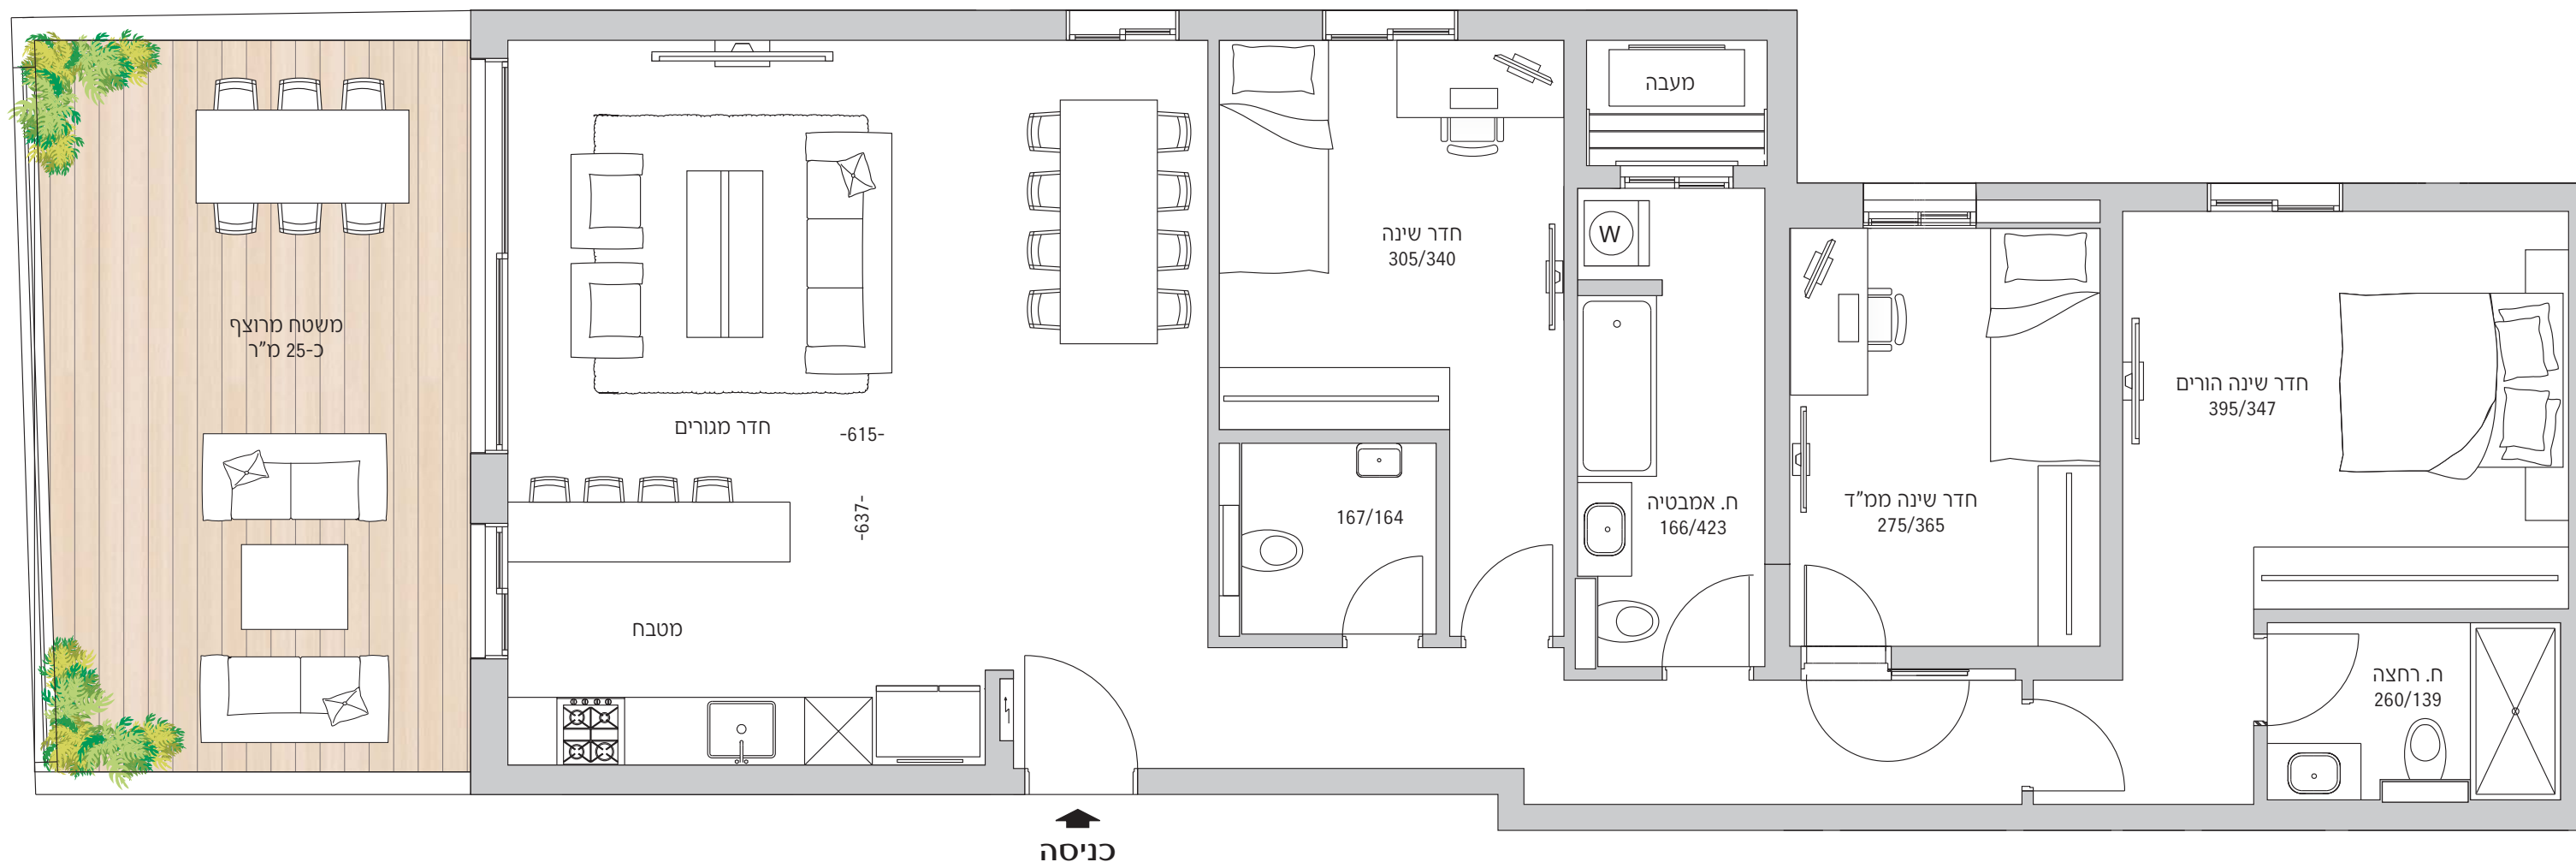 מעבה
חדר שינה
305/340
W
משטח מרוצף
כ-25 מ"ר
חדר שינה הורים
395/347
חדר מגורים
-615-
-637-
167/164
ח. אמבטיה
166/423
חדר שינה ממ"ד
275/365
מטבח
ח. רחצה
260/139
כניסה